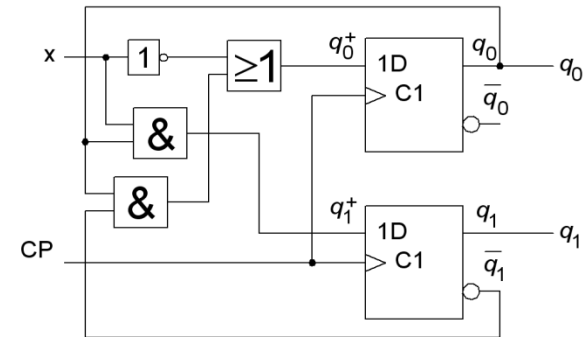 x 1 ≥1 q₀⁺ 1D q₀ q₀
C1 q̅₀
&
& q₁⁺ 1D q₁ q₁
CP C1 q̅₁